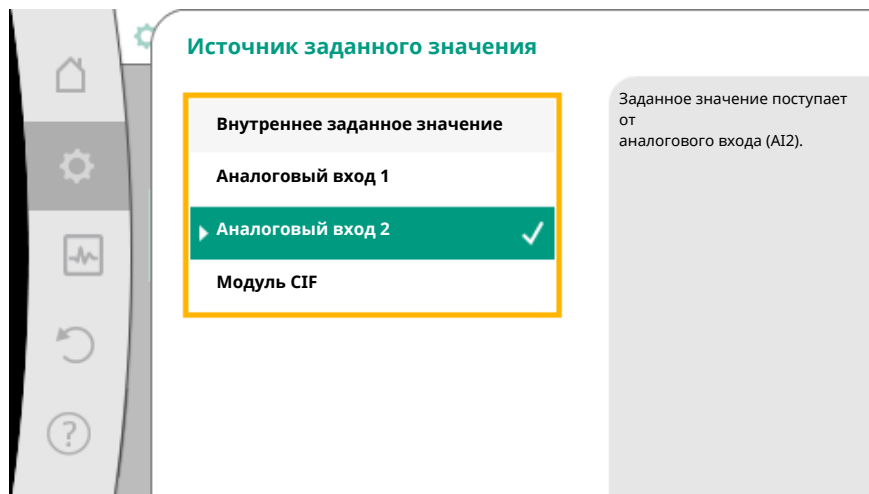 Источник заданного значения
Внутреннее заданное значение
Аналоговый вход 1
Аналоговый вход 2
Модуль CIF
Заданное значение поступает
от
аналогового входа (AI2).
?